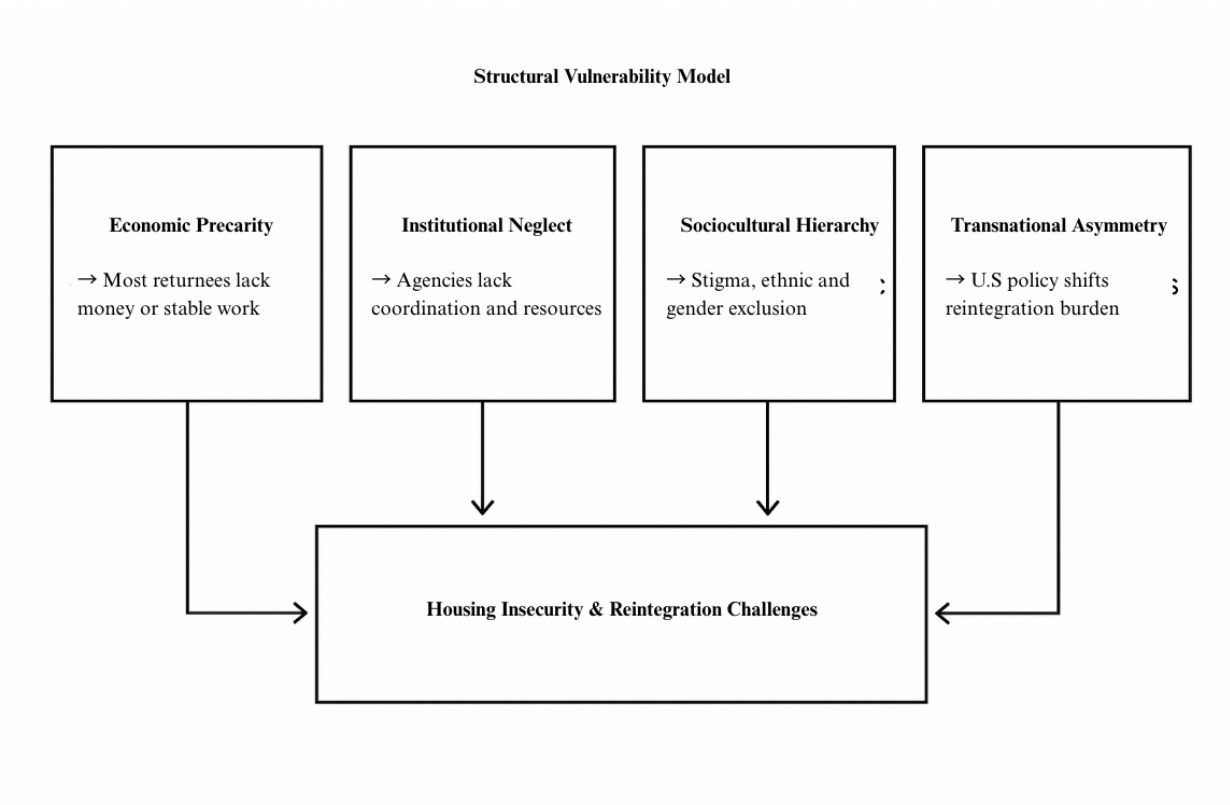 Structural Vulnerability Model
Economic Precarity
→ Most returnees lack
money or stable work
Institutional Neglect
→ Agencies lack
coordination and resources
Sociocultural Hierarchy
→ Stigma, ethnic and
gender exclusion
Transnational Asymmetry
→ U.S policy shifts
reintegration burden
Housing Insecurity & Reintegration Challenges